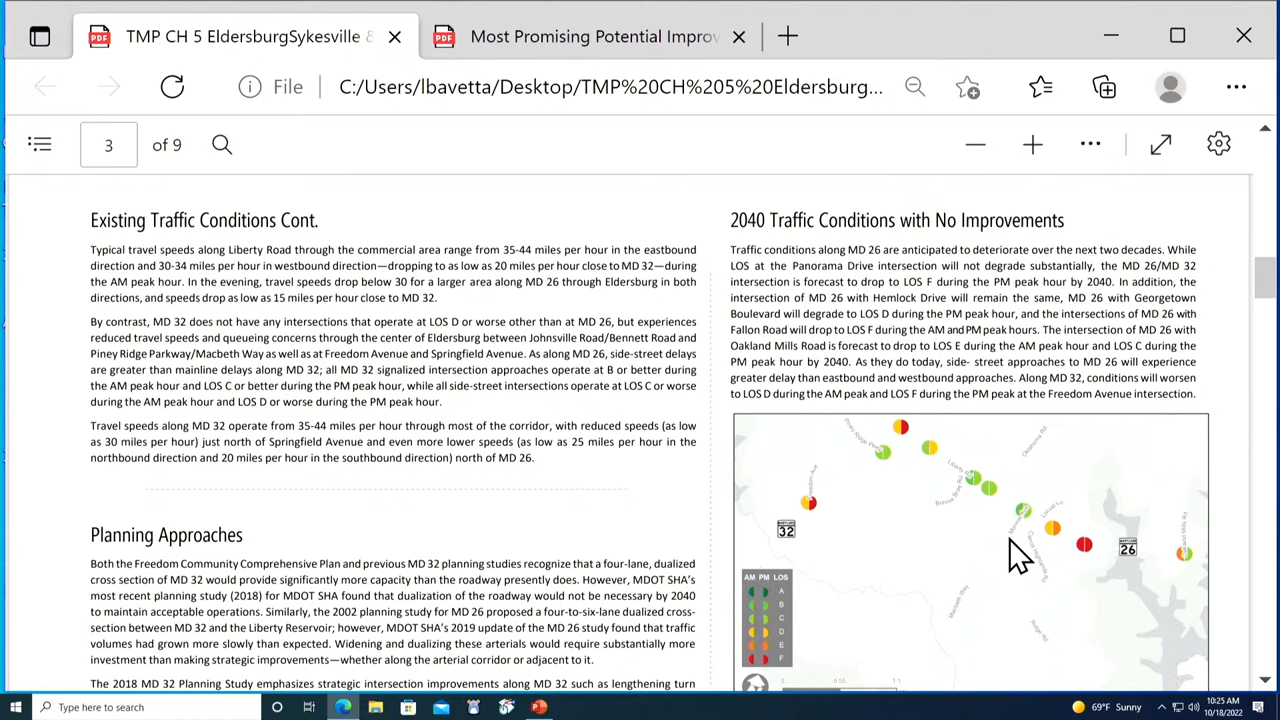 TMP CH 5 EldersburgSykesville &
Most Promising Potential Improv
File
C:/Users/lbavetta/Desktop/TMP%20CH%205%20Eldersburg...
3 of 9
Existing Traffic Conditions Cont.
Typical travel speeds along Liberty Road through the commercial area range from 35-44 miles per hour in the eastbound
direction and 30-34 miles per hour in westbound direction—dropping to as low as 20 miles per hour close to MD 32—during
the AM peak hour. In the evening, travel speeds drop below 30 for a larger area along MD 26 through Eldersburg in both
directions, and speeds drop as low as 15 miles per hour close to MD 32.
By contrast, MD 32 does not have any intersections that operate at LOS D or worse other than at MD 26, but experiences
reduced travel speeds and queueing concerns through the center of Eldersburg between Johnsville Road/Bennett Road and
Piney Ridge Parkway/Macbeth Way as well as at Freedom Avenue and Springfield Avenue. As along MD 26, side-street delays
are greater than mainline delays along MD 32; all MD 32 signalized intersection approaches operate at B or better during
the AM peak hour and LOS C or better during the PM peak hour, while all side-street intersections operate at LOS C or worse
during the AM peak hour and LOS D or worse during the PM peak hour.
Travel speeds along MD 32 operate from 35-44 miles per hour through most of the corridor, with reduced speeds (as low
as 30 miles per hour) just north of Springfield Avenue and even more lower speeds (as low as 25 miles per hour in the
northbound direction and 20 miles per hour in the southbound direction) north of MD 26.
Planning Approaches
Both the Freedom Community Comprehensive Plan and previous MD 32 planning studies recognize that a four-lane, dualized
cross section of MD 32 would provide significantly more capacity than the roadway presently does. However, MDOT SHA's
most recent planning study (2018) for MDOT SHA found that dualization of the roadway would not be necessary by 2040
to maintain acceptable operations. Similarly, the 2002 planning study for MD 26 proposed a four-to-six-lane dualized cross-
section between MD 32 and the Liberty Reservoir; however, MDOT SHA's 2019 update of the MD 26 study found that traffic
volumes had grown more slowly than expected. Widening and dualizing these arterials would require substantially more
investment than making strategic improvements—whether along the arterial corridor or adjacent to it.
The 2018 MD 32 Planning Study emphasizes strategic intersection improvements along MD 32 such as lengthening turn
2040 Traffic Conditions with No Improvements
Traffic conditions along MD 26 are anticipated to deteriorate over the next two decades. While
LOS at the Panorama Drive intersection will not degrade substantially, the MD 26/MD 32
intersection is forecast to drop to LOS F during the PM peak hour by 2040. In addition, the
intersection of MD 26 with Hemlock Drive will remain the same, MD 26 with Georgetown
Boulevard will degrade to LOS D during the PM peak hour, and the intersections of MD 26 with
Fallon Road will drop to LOS F during the AM and PM peak hours. The intersection of MD 26 with
Oakland Mills Road is forecast to drop to LOS E during the AM peak hour and LOS C during the
PM peak hour by 2040. As they do today, side- street approaches to MD 26 will experience
greater delay than eastbound and westbound approaches. Along MD 32, conditions will worsen
to LOS D during the AM peak and LOS F during the PM peak at the Freedom Avenue intersection.
Oklahoma Rd
Macbeth Way
Ridge Rd
32
26
AM PM LOS
A
B
C
D
E
F
Type here to search
69°F Sunny
10:25 AM
10/18/2022